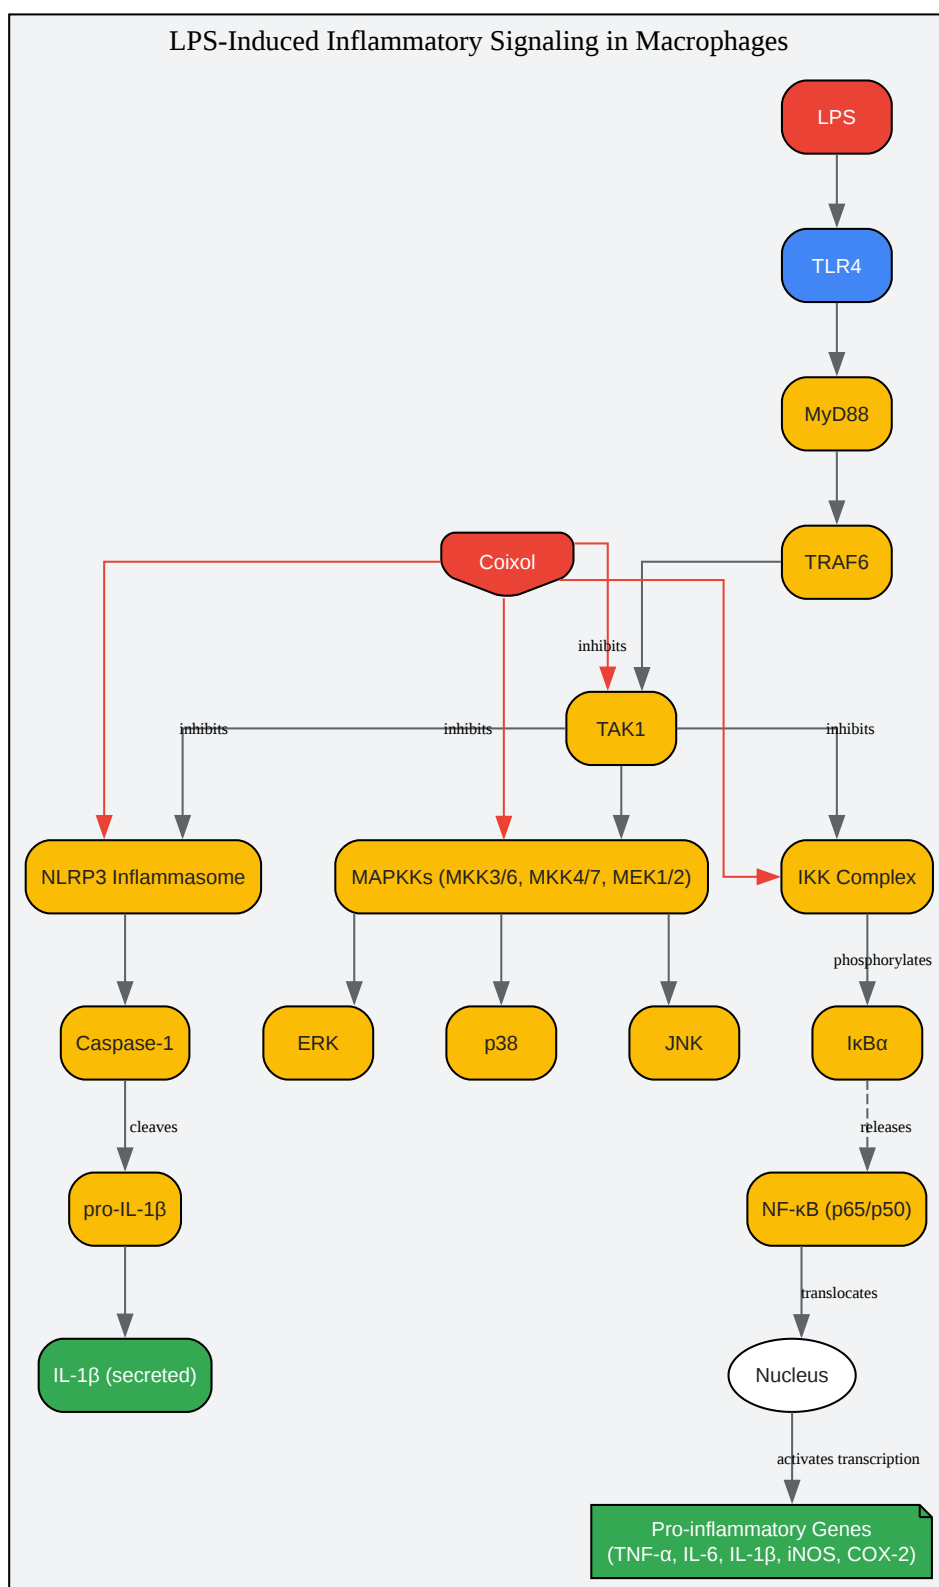 LPS-Induced Inflammatory Signaling in Macrophages
LPS
TLR4
MyD88
Coixol
TRAF6
inhibits
inhibits
inhibits
TAK1
inhibits
NLRP3 Inflammasome
MAPKKs (MKK3/6, MKK4/7, MEK1/2)
IKK Complex
phosphorylates
Caspase-1
ERK
p38
JNK
IκBα
cleaves
releases
pro-IL-1β
NF-κB (p65/p50)
translocates
IL-1β (secreted)
Nucleus
activates transcription
Pro-inflammatory Genes
(TNF-α, IL-6, IL-1β, iNOS, COX-2)